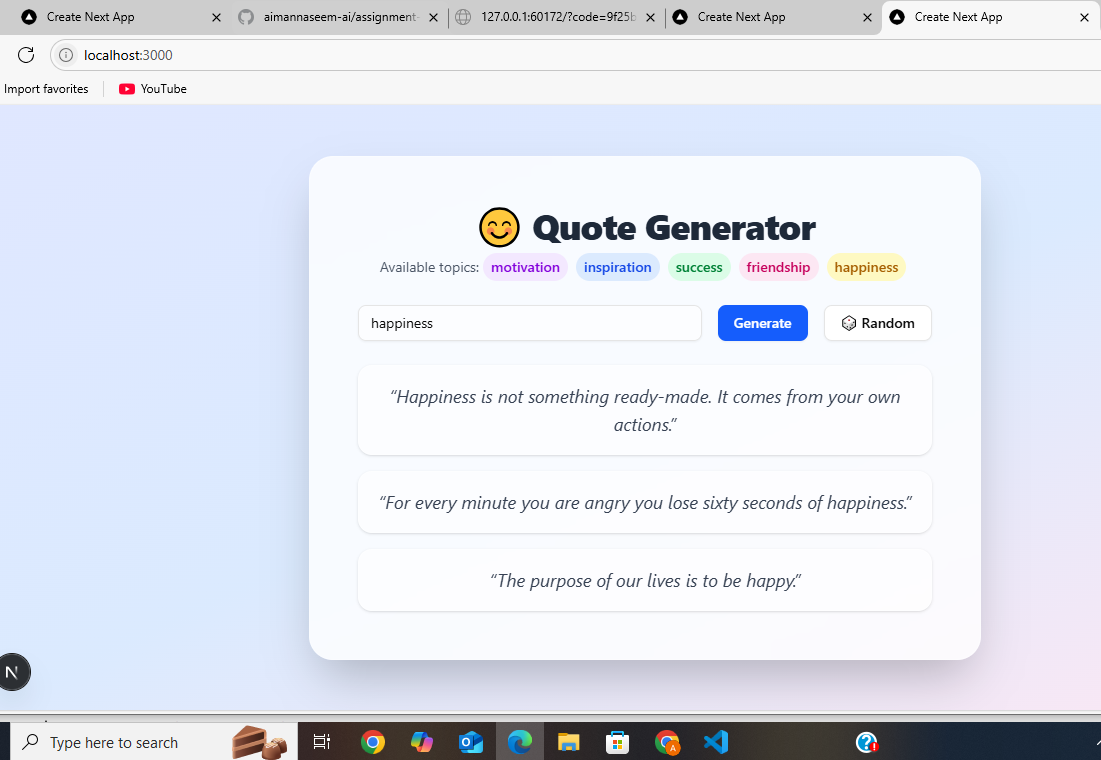 Create Next App
aimannaseem-ai/assignment-
127.0.0.1:60172/?code=9f25b
Create Next App
Create Next App
localhost:3000
Import favorites
YouTube
Quote Generator
Available topics: motivation inspiration success friendship happiness
happiness
Generate
Random
“Happiness is not something ready-made. It comes from your own
actions.”
“For every minute you are angry you lose sixty seconds of happiness.”
“The purpose of our lives is to be happy.”
N
Type here to search
A